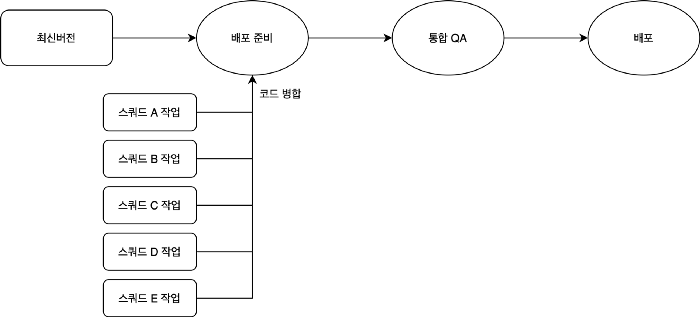 최신버전
배포 준비
통합 QA
배포
코드 병합
스쿼드 A 작업
스쿼드 B 작업
스쿼드 C 작업
스쿼드 D 작업
스쿼드 E 작업